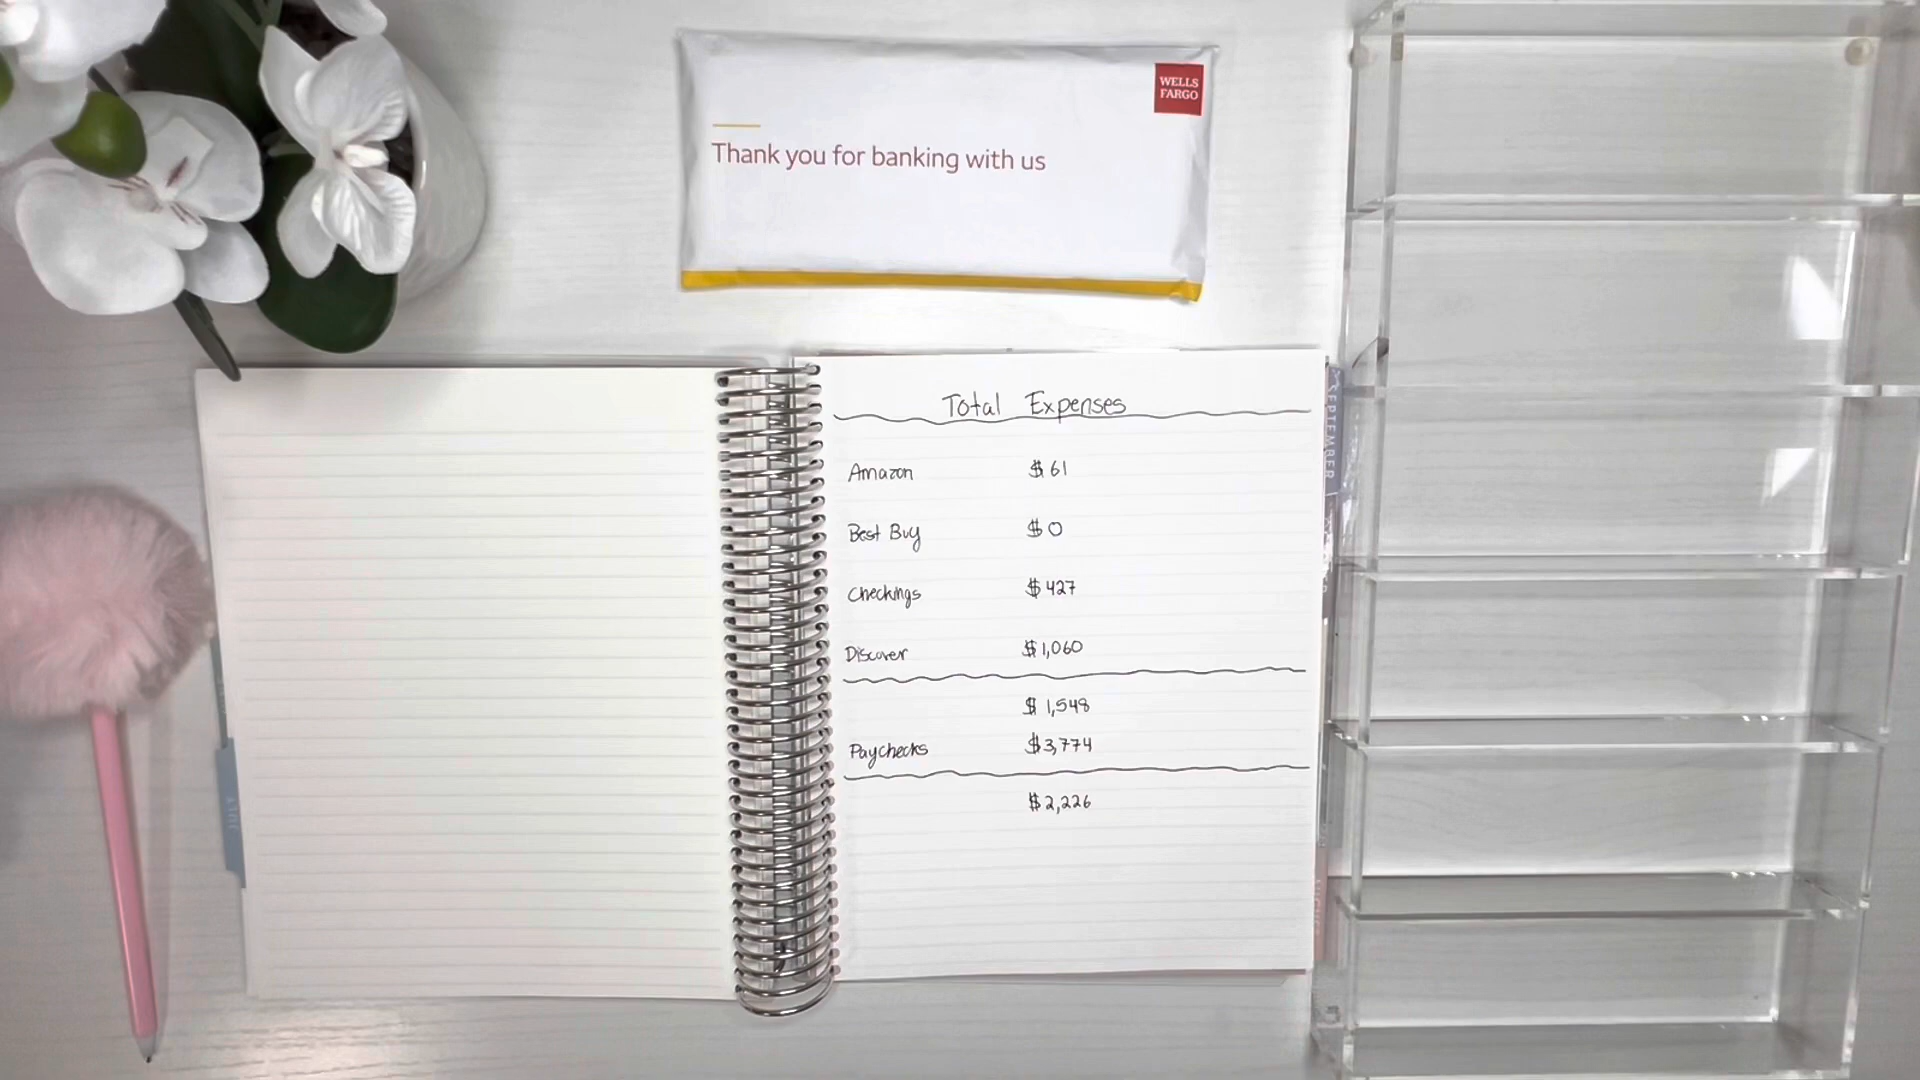 WELLS
FARGO
Thank you for banking with us
Total Expenses
Amazon $61
Best Buy $0
Checkings $427
Discover $1,060
$1,548
Paychecks $3,774
$2,226
SEPTEMBER